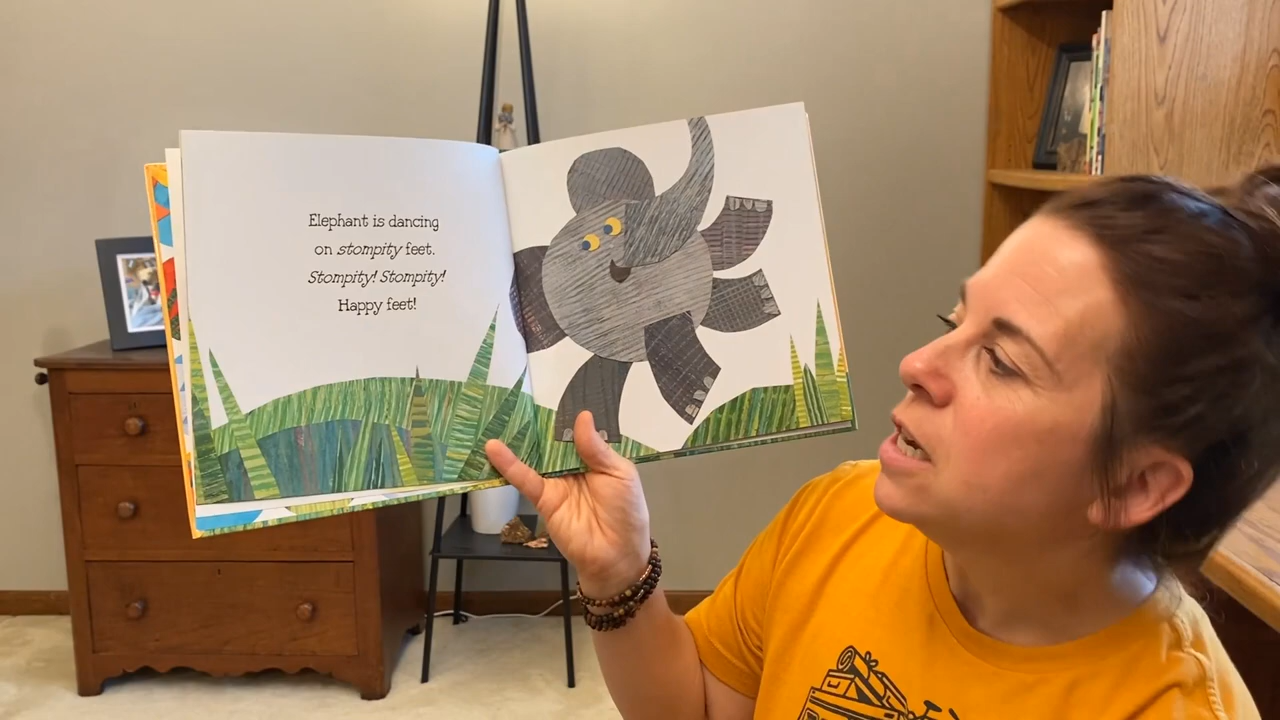 Elephant is dancing
on stompity feet.
Stompity! Stompity!
Happy feet!